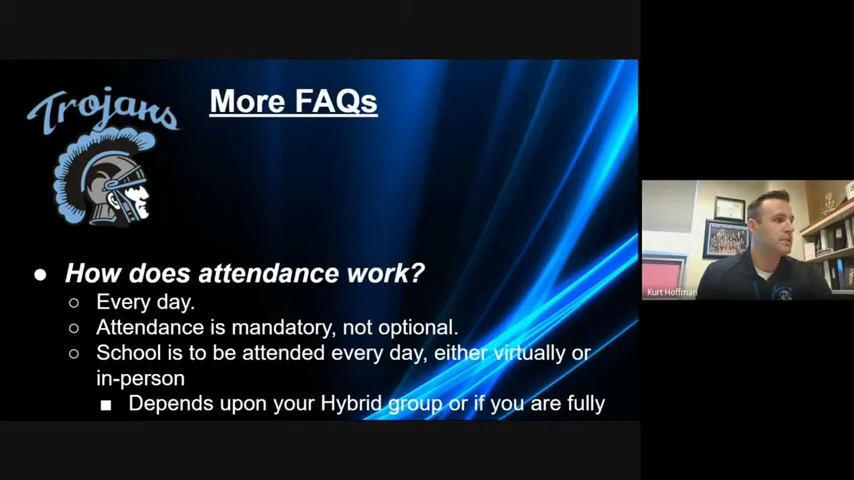 Trojans
More FAQs
● How does attendance work?
○ Every day.
○ Attendance is mandatory, not optional.
○ School is to be attended every day, either virtually or
in-person
■ Depends upon your Hybrid group or if you are fully
Kurt Hoffman